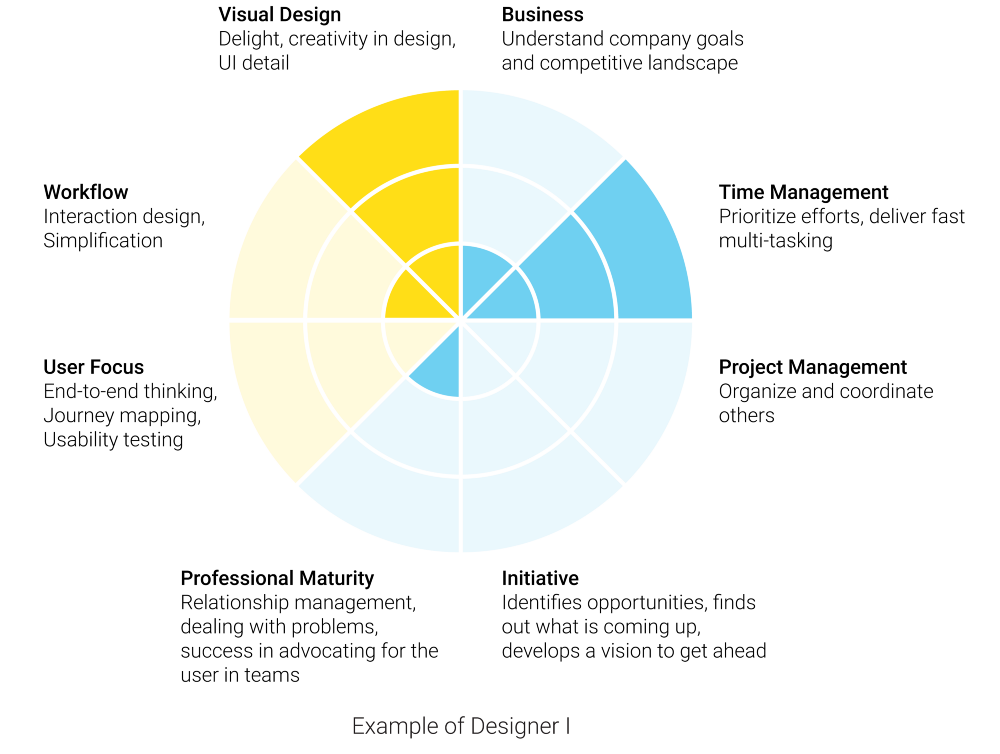 Visual Design
Delight, creativity in design,
UI detail
Business
Understand company goals
and competitive landscape
Workflow
Interaction design,
Simplification
Time Management
Prioritize efforts, deliver fast
multi-tasking
User Focus
End-to-end thinking,
Journey mapping,
Usability testing
Project Management
Organize and coordinate
others
Professional Maturity
Relationship management,
dealing with problems,
success in advocating for the
user in teams
Initiative
Identifies opportunities, finds
out what is coming up,
develops a vision to get ahead
Example of Designer I